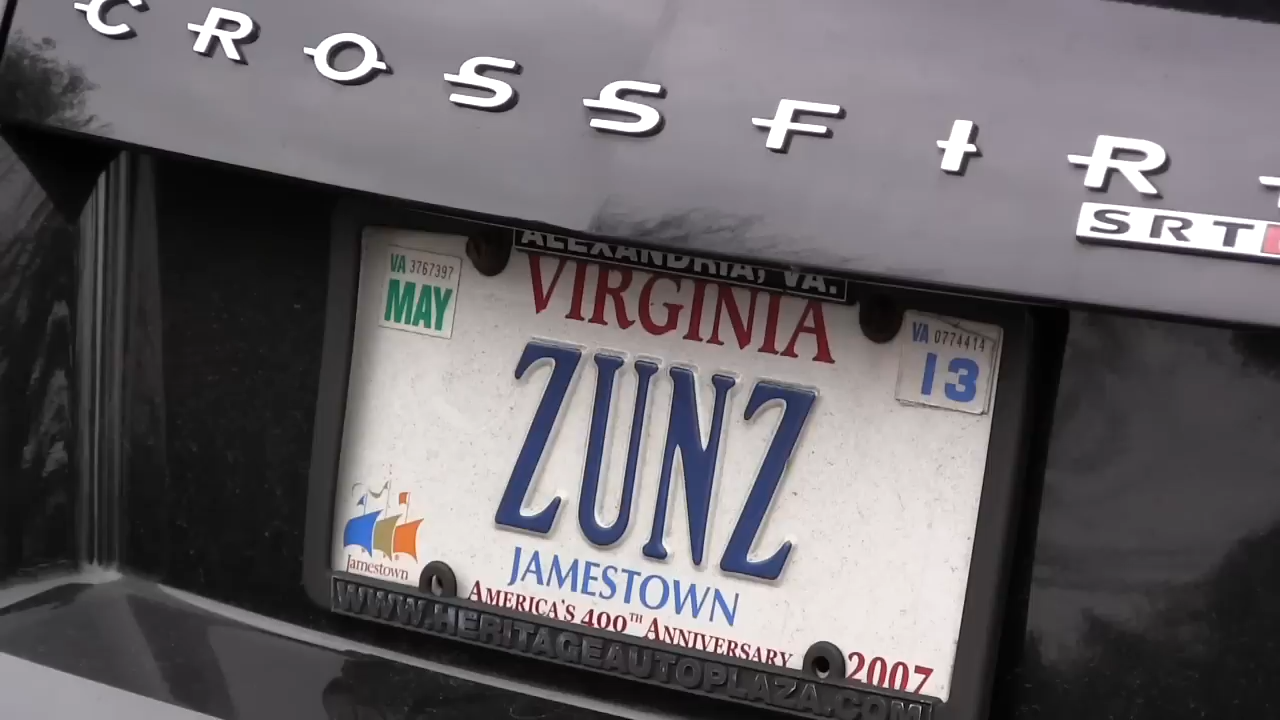 CROSSFIR
SRT
ALEXANDRIA, VA.
VA 3767397
MAY
VIRGINIA
VA 0774414
13
ZUNZ
Jamestown
JAMESTOWN
AMERICA'S 400TH ANNIVERSARY
2007
WWW.HERITAGEAUTOPLAZA.COM